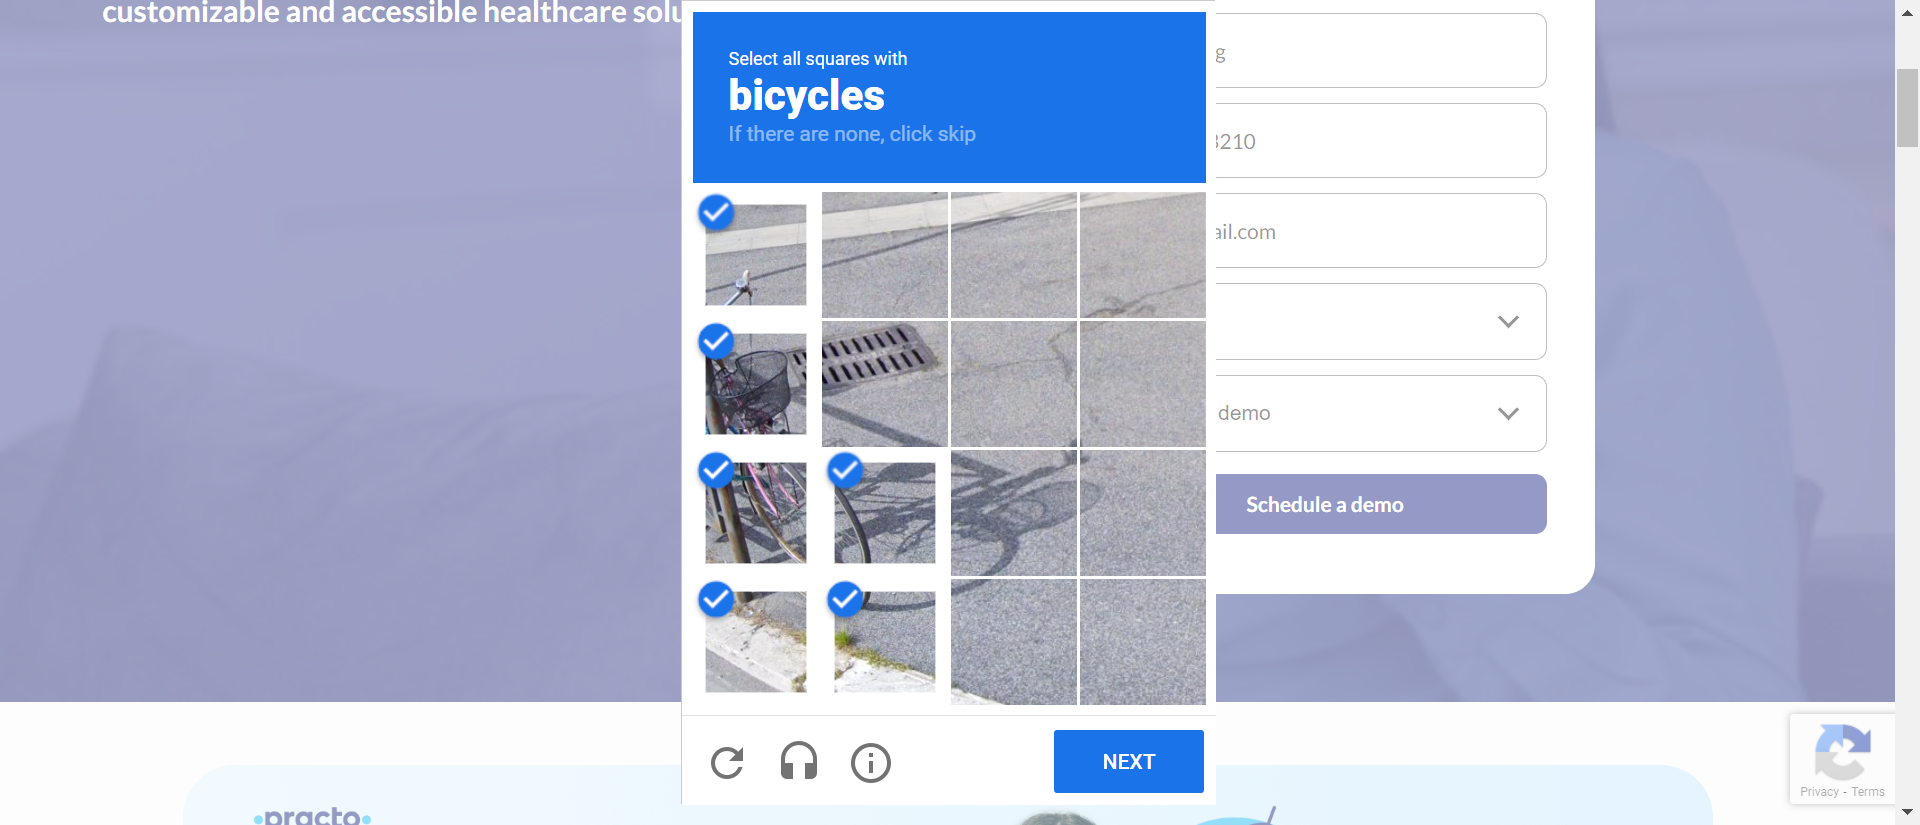 customizable and accessible healthcare solu
Select all squares with
bicycles
If there are none, click skip
g
3210
ail.com
demo
Schedule a demo
NEXT
Privacy - Terms
practo